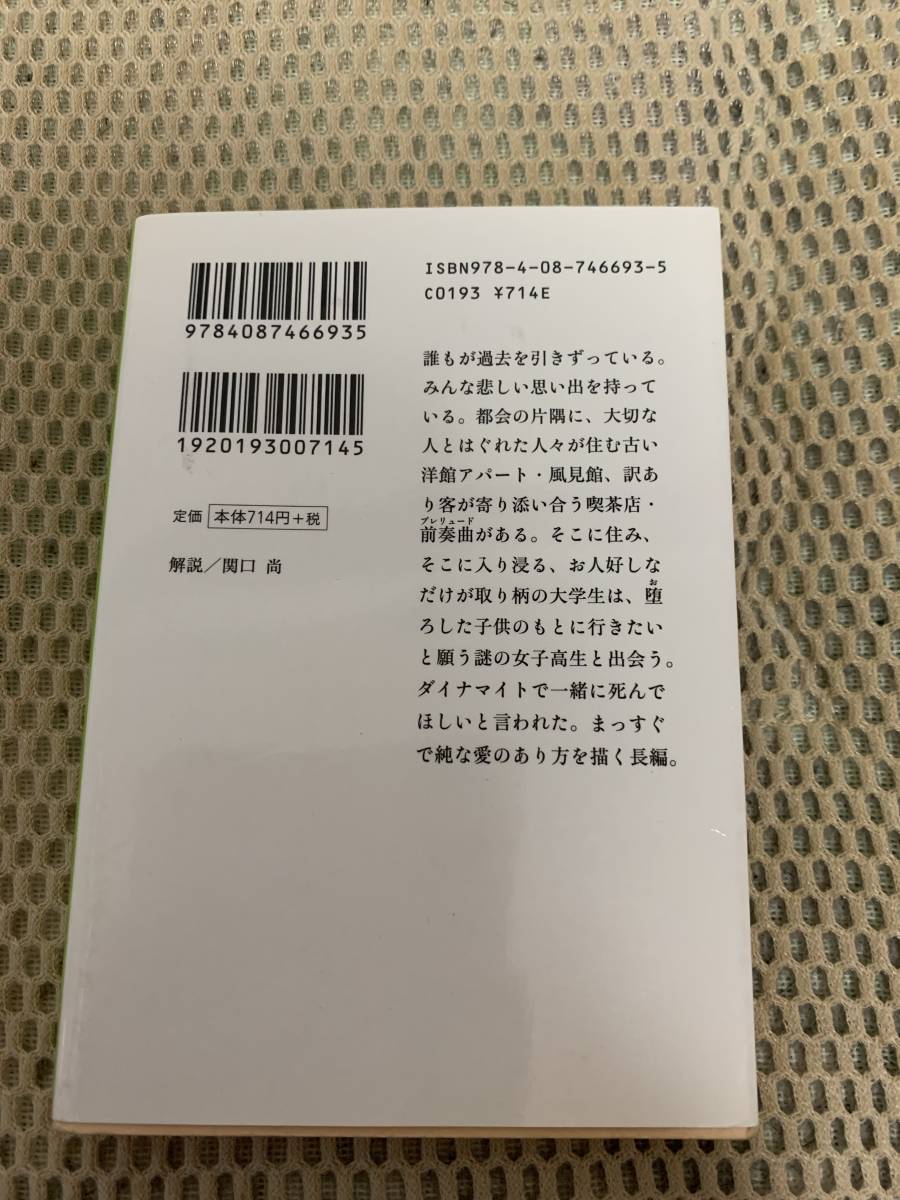 9784087466935
1920193007145
定価 本体714円+税
解説/関口 尚
ISBN978-4-08-746693-5
C0193 ¥714E
誰もが過去を引きずっている。
みんな悲しい思い出を持って
いる。都会の片隅に、大切な
人とはぐれた人々が住む古い
洋館アパート・風見館、訳あ
り客が寄り添い合う喫茶店・
プレリュード
前奏曲がある。そこに住み、
そこに入り浸る、お人好しな
お
だけが取り柄の大学生は、堕
ろした子供のもとに行きたい
と願う謎の女子高生と出会う。
ダイナマイトで一緒に死んで
ほしいと言われた。まっすぐ
で純な愛のあり方を描く長編。